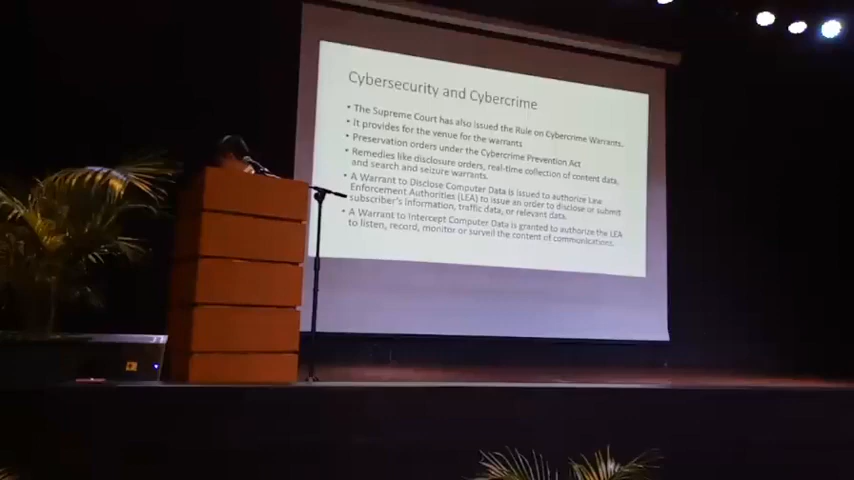 Cybersecurity and Cybercrime
• The Supreme Court has also issued the Rule on Cybercrime Warrants.
• It provides for the venue for the warrants
• Preservation orders under the Cybercrime Prevention Act
• Remedies like disclosure orders, real-time collection of content data,
and search and seizure warrants.
• A Warrant to Disclose Computer Data is issued to authorize Law
Enforcement Authorities (LEA) to issue an order to disclose or submit
subscriber's information, traffic data, or relevant data.
• A Warrant to Intercept Computer Data is granted to authorize the LEA
to listen, record, monitor or surveil the content of communications.